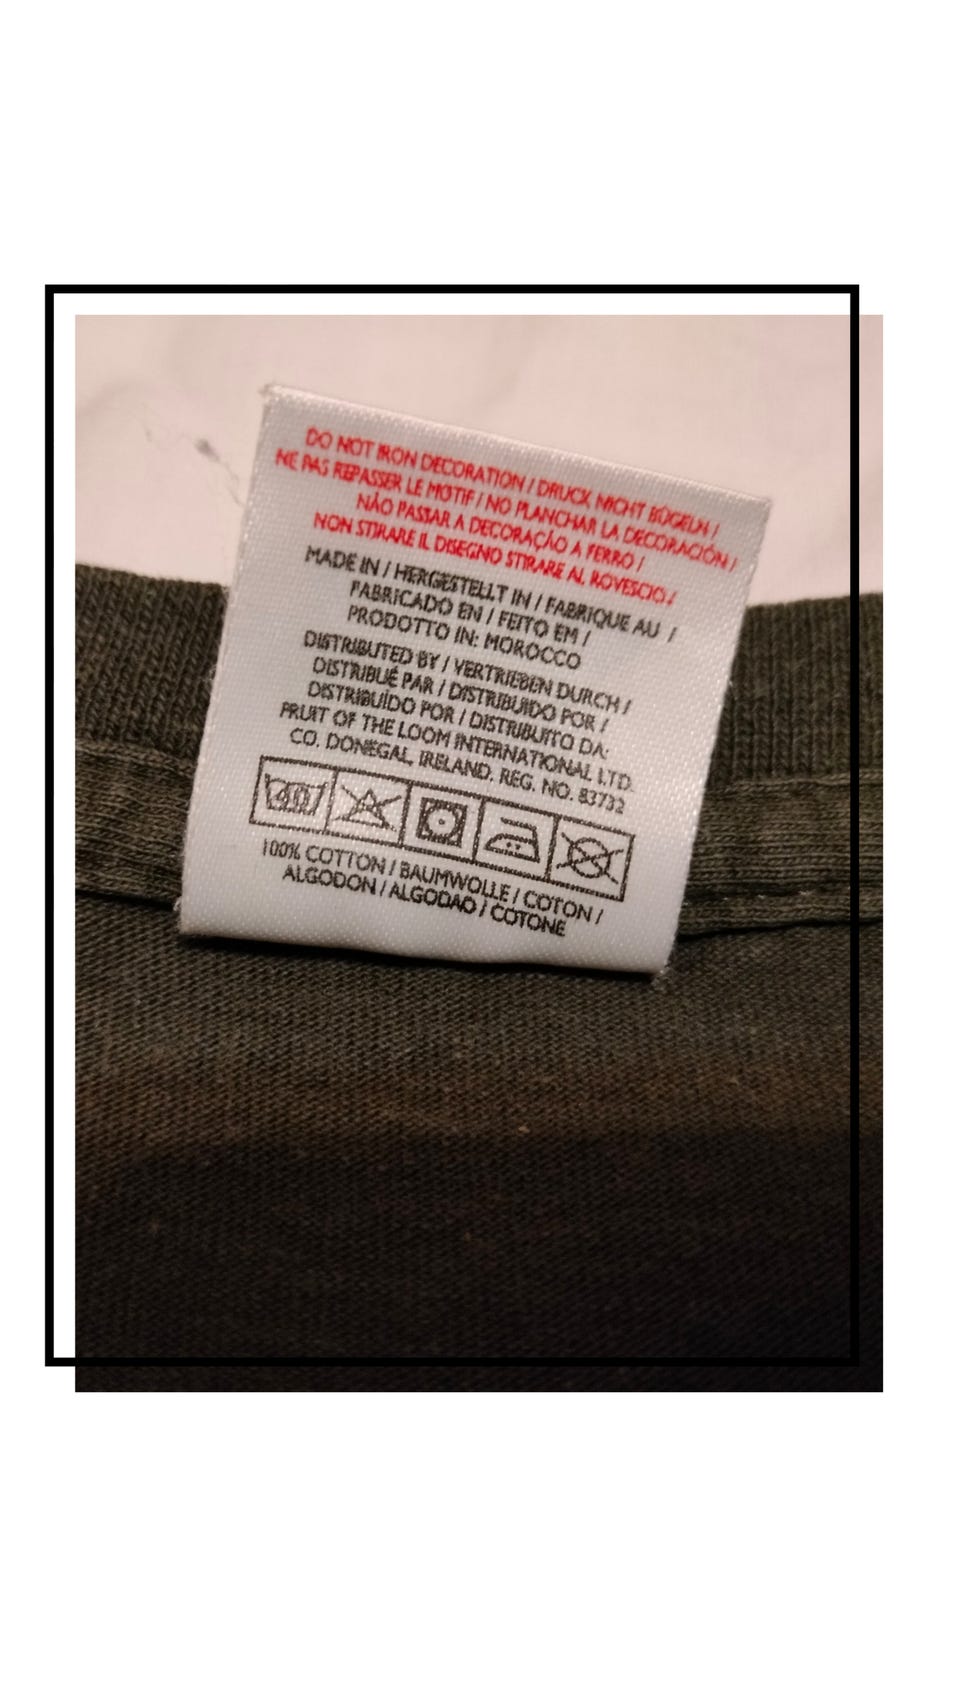 DO NOT IRON DECORATION / DRUCK NICHT BÜGELN /
NE PAS REPASSER LE MOTIF / NO PLANCHAR LA DECORACIÓN /
NÃO PASSAR A DECORAÇÃO A FERRO /
NON STIRARE IL DISEGNO STIRARE AL ROVESCIO /
MADE IN / HERGESTELLT IN / FABRIQUE AU /
FABRICADO EN / FEITO EM /
PRODOTTO IN: MOROCCO
DISTRIBUTED BY / VERTRIEBEN DURCH /
DISTRIBUÉ PAR / DISTRIBUIDO POR /
DISTRIBUÍDO POR / DISTRIBUITO DA:
FRUIT OF THE LOOM INTERNATIONAL LTD.
CO. DONEGAL, IRELAND. REG. NO. 83732
40
100% COTTON / BAUMWOLLE / COTON /
ALGODON / ALGODAO / COTONE